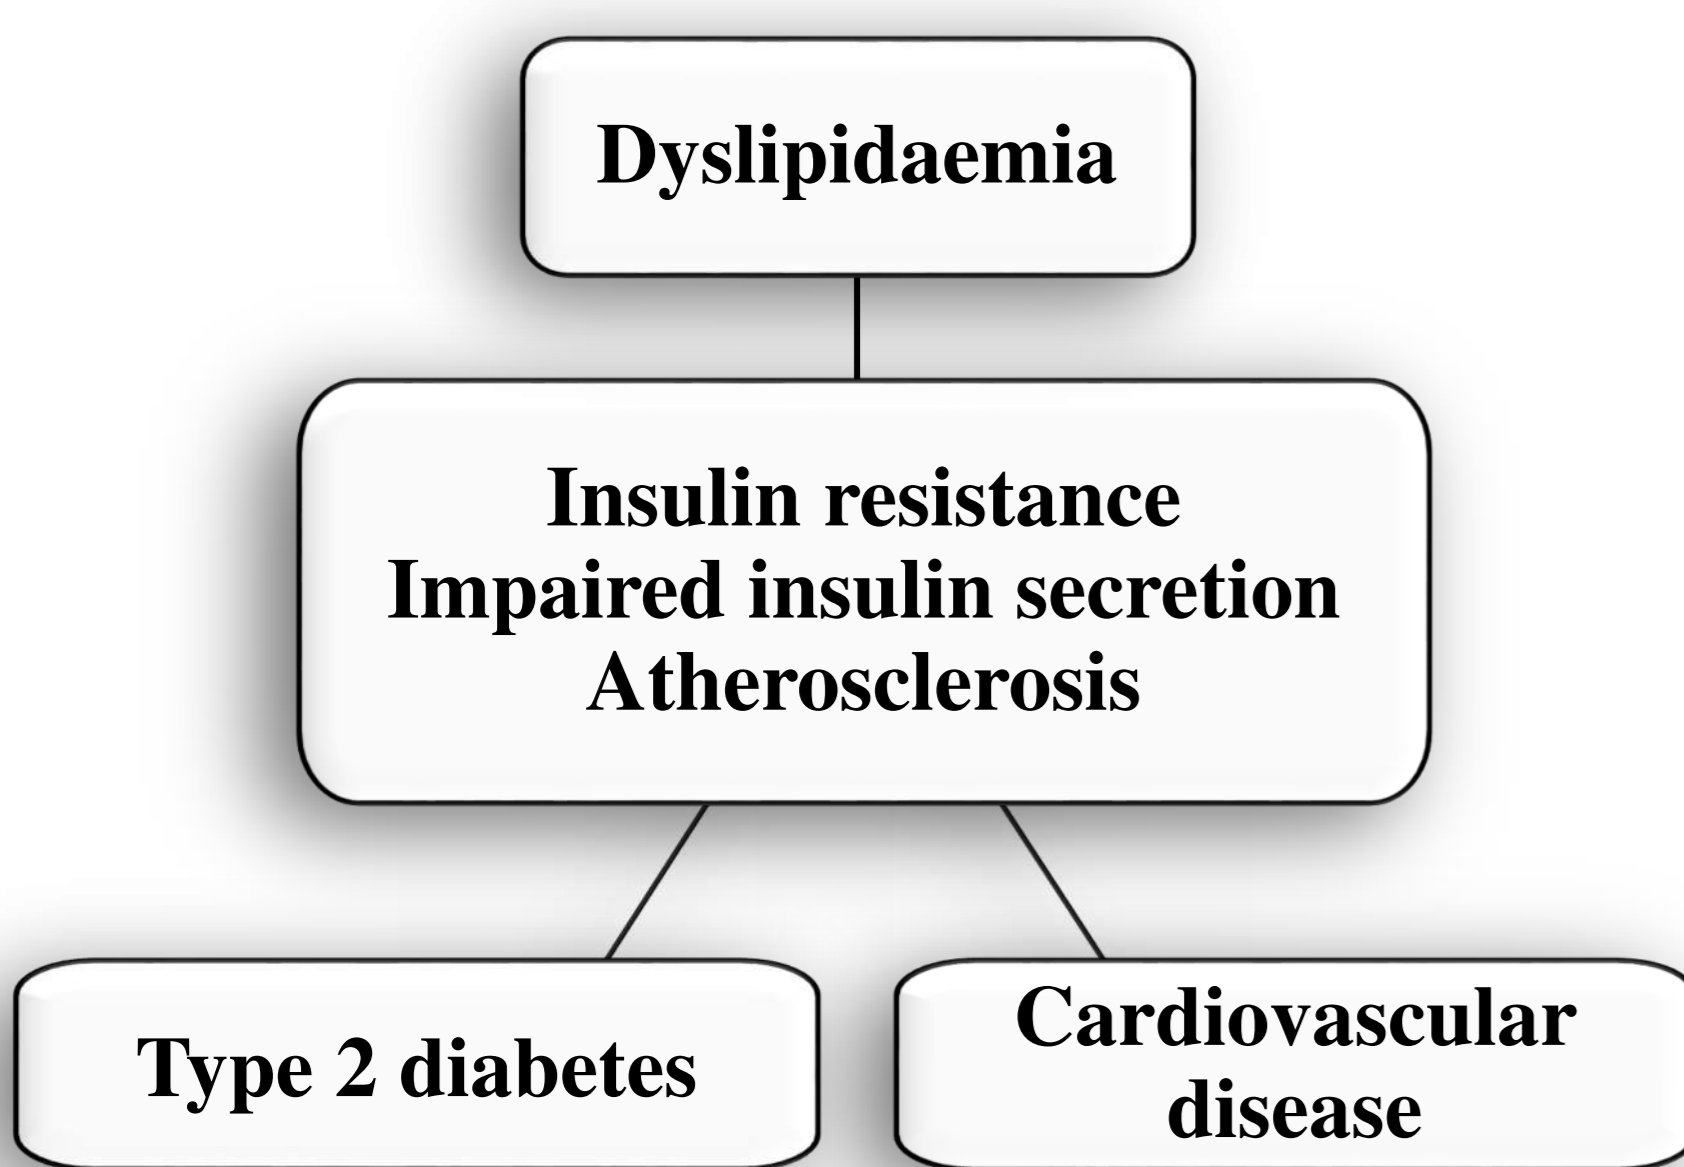 Dyslipidaemia
Insulin resistance
Impaired insulin secretion
Atherosclerosis
Type 2 diabetes
Cardiovascular
disease